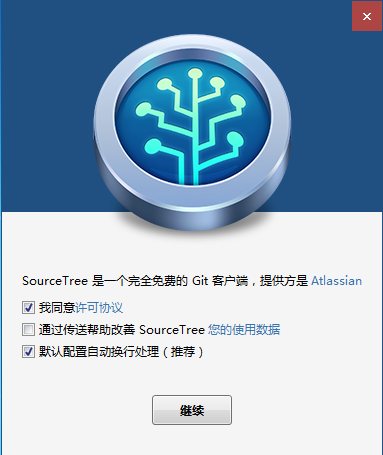 SourceTree 是一个完全免费的 Git 客户端，提供方是 Atlassian
我同意许可协议
通过传送帮助改善 SourceTree 您的使用数据
默认配置自动换行处理（推荐）
继续